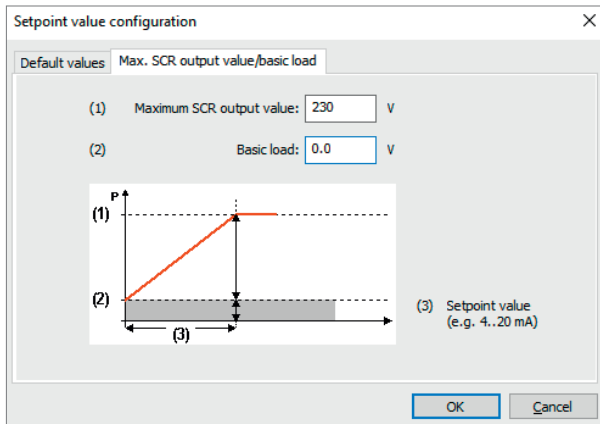 Setpoint value configuration
Default values Max. SCR output value/basic load
(1) Maximum SCR output value: 230 V
(2) Basic load: 0.0 V
P
(1)
(2)
(3)
(3) Setpoint value
(e.g. 4..20 mA)
OK Cancel